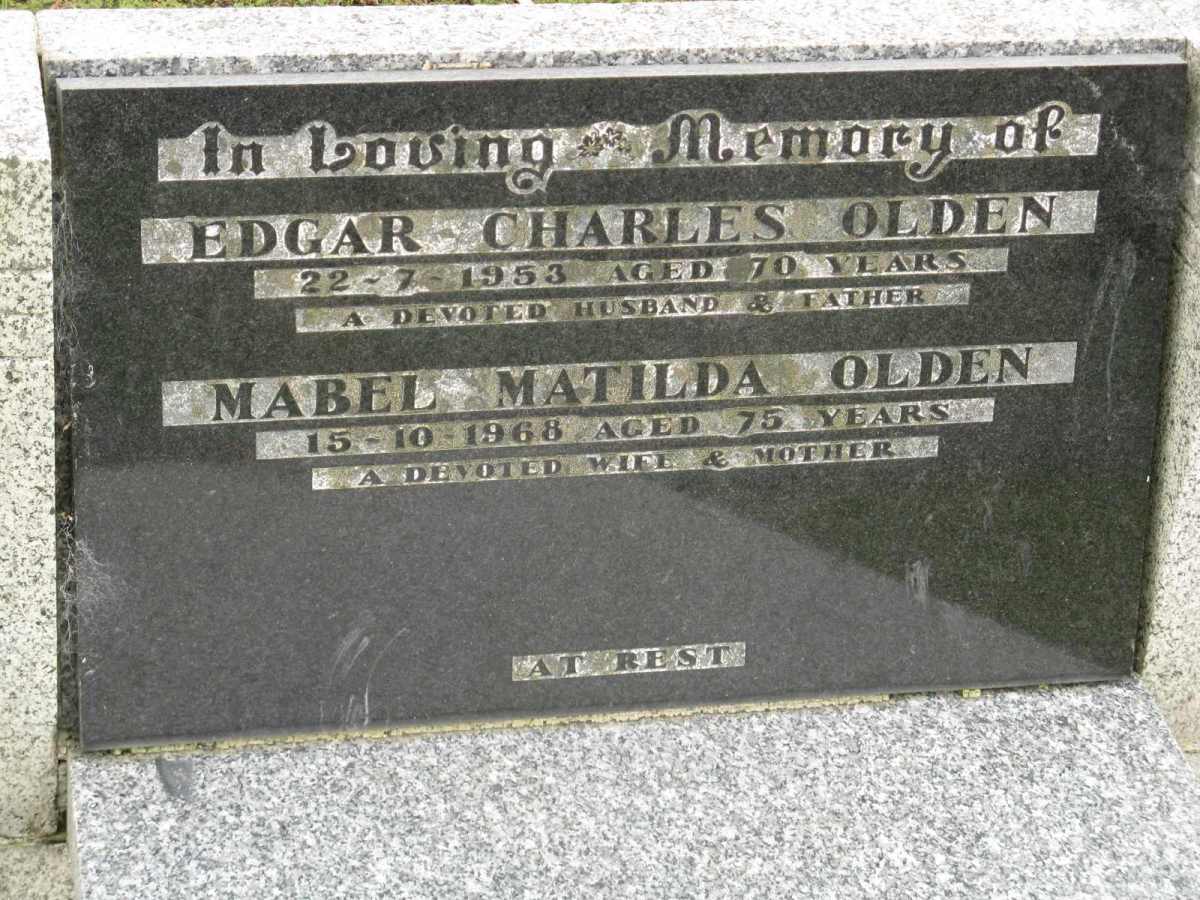 In Loving Memory of
EDGAR CHARLES OLDEN
22-7-1953 AGED 70 YEARS
A DEVOTED HUSBAND & FATHER
MABEL MATILDA OLDEN
15-10-1968 AGED 75 YEARS
A DEVOTED WIFE & MOTHER
AT REST